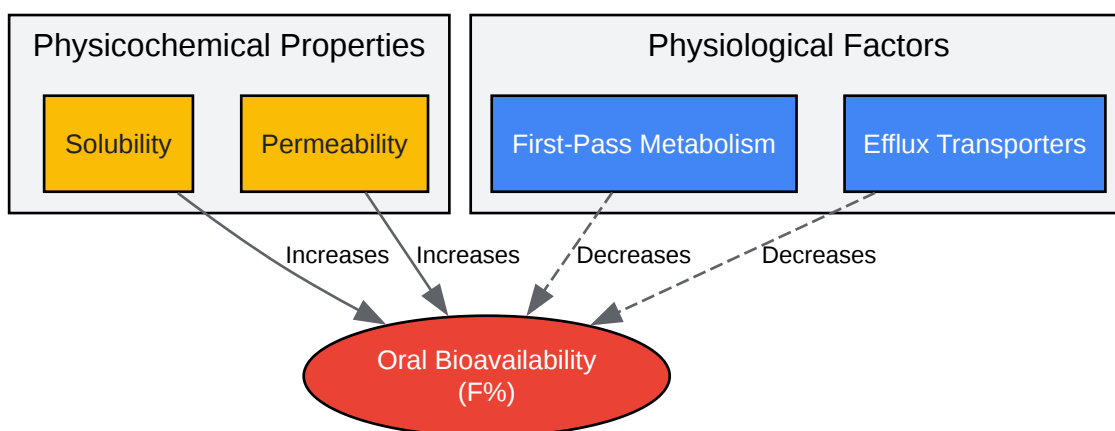 Physicochemical Properties
Physiological Factors
Solubility
Permeability
First-Pass Metabolism
Efflux Transporters
Increases
Increases
Decreases
Decreases
Oral Bioavailability
(F%)